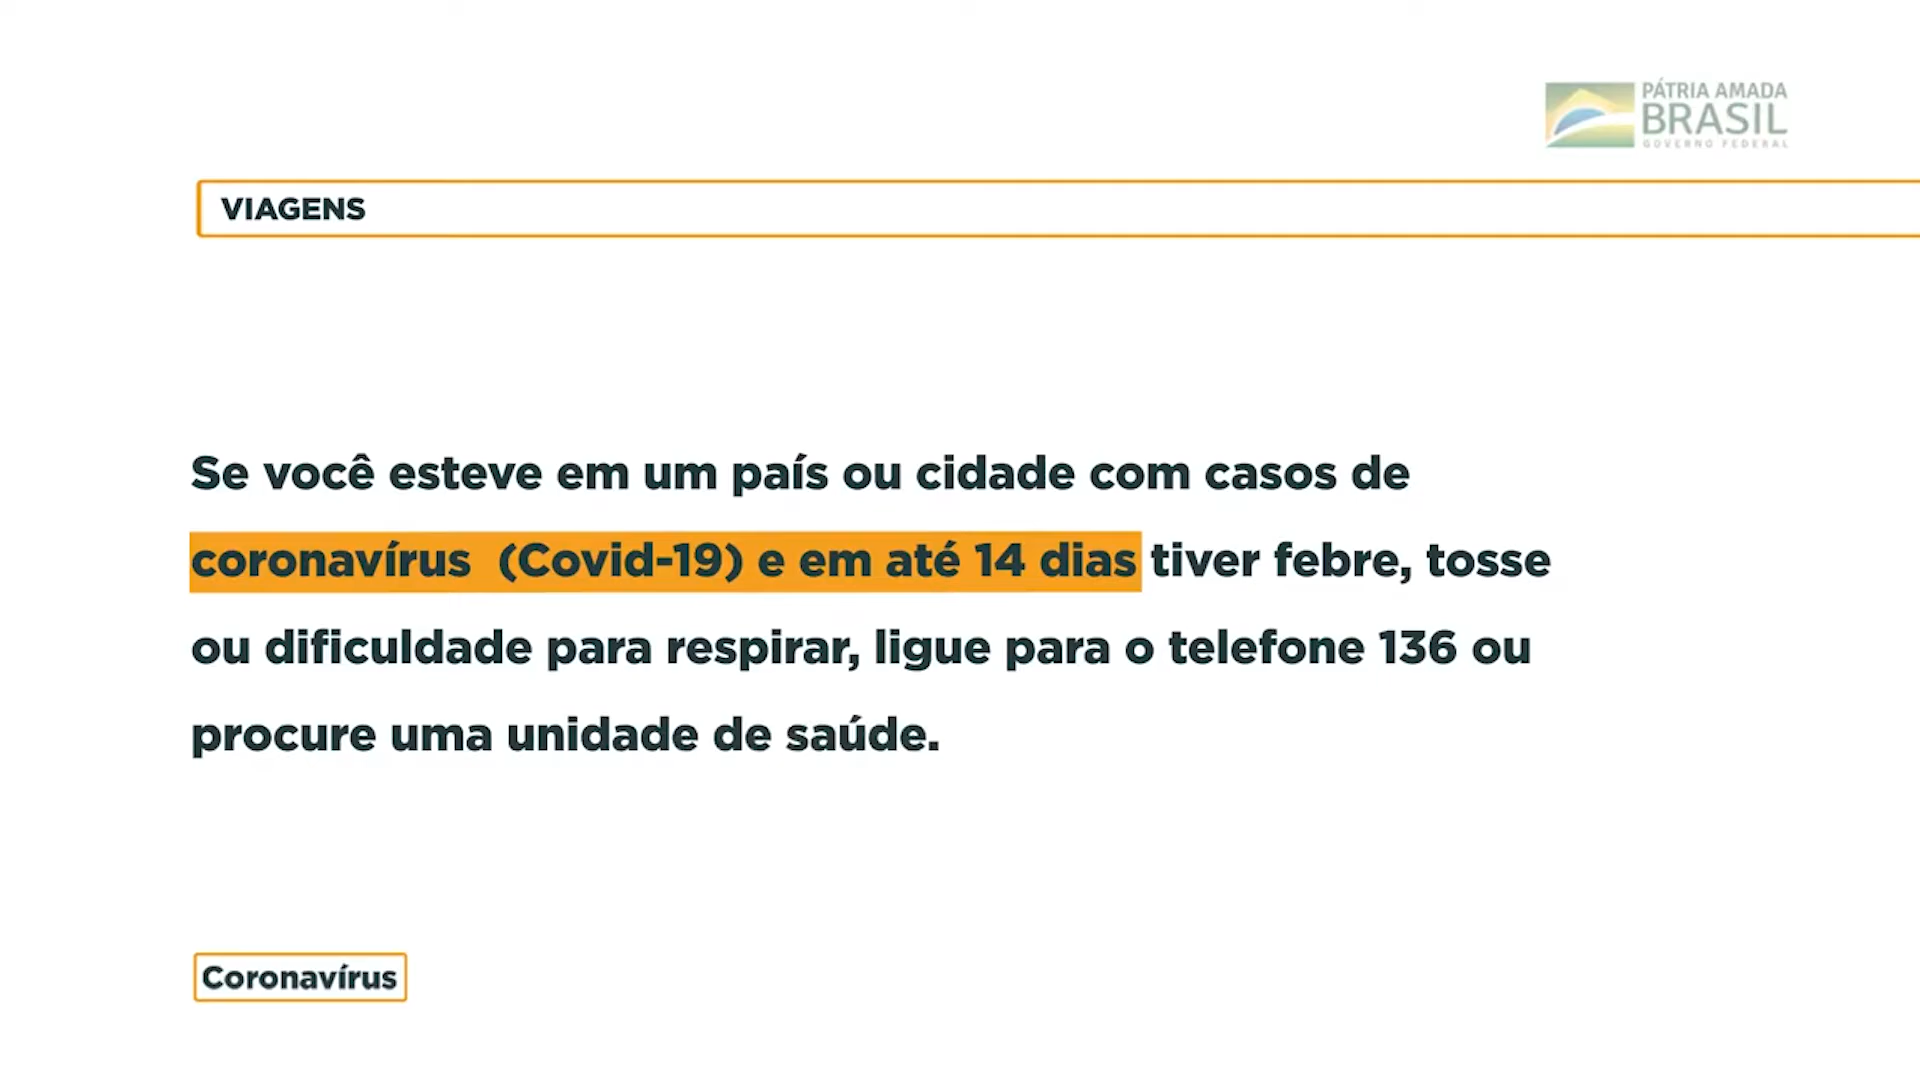 PÁTRIA AMADA
BRASIL
GOVERNO FEDERAL
VIAGENS
Se você esteve em um país ou cidade com casos de
coronavírus  (Covid-19) e em até 14 dias tiver febre, tosse
ou dificuldade para respirar, ligue para o telefone 136 ou
procure uma unidade de saúde.
Coronavírus